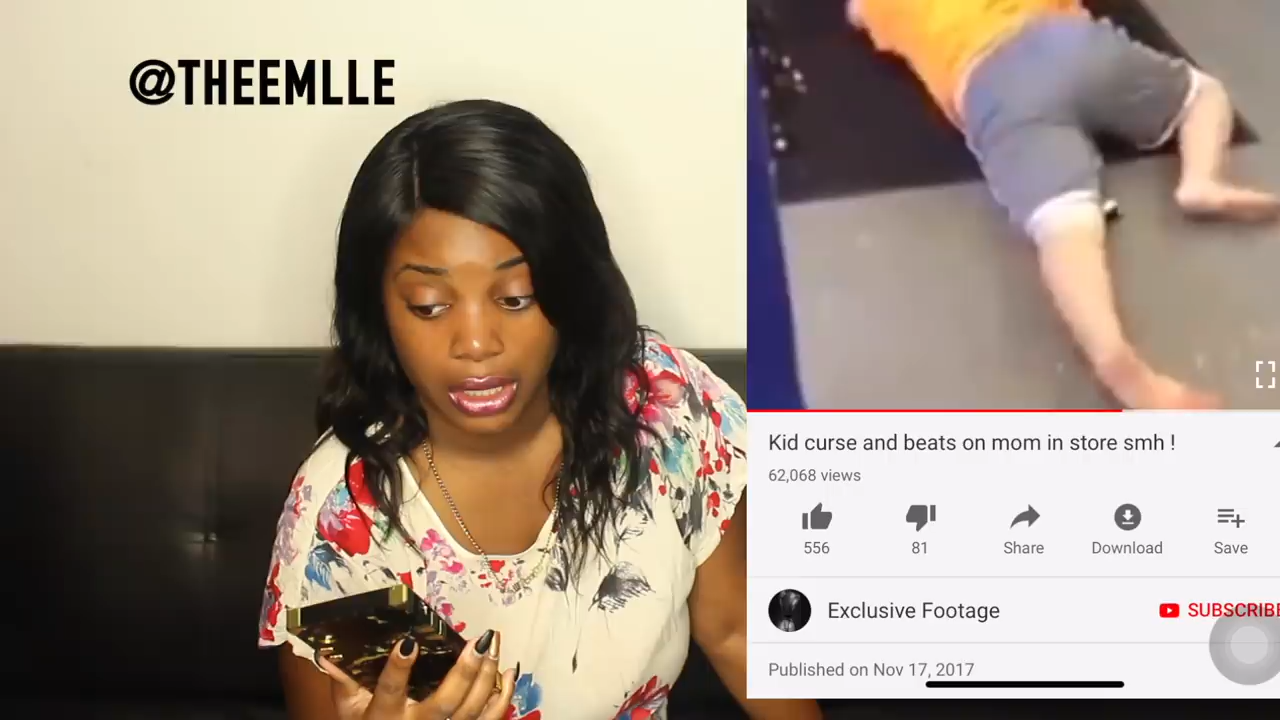 @THEEMLLE
Kid curse and beats on mom in store smh !
62,068 views
556
81
Share
Download
Save
Exclusive Footage
SUBSCRIBE
Published on Nov 17, 2017